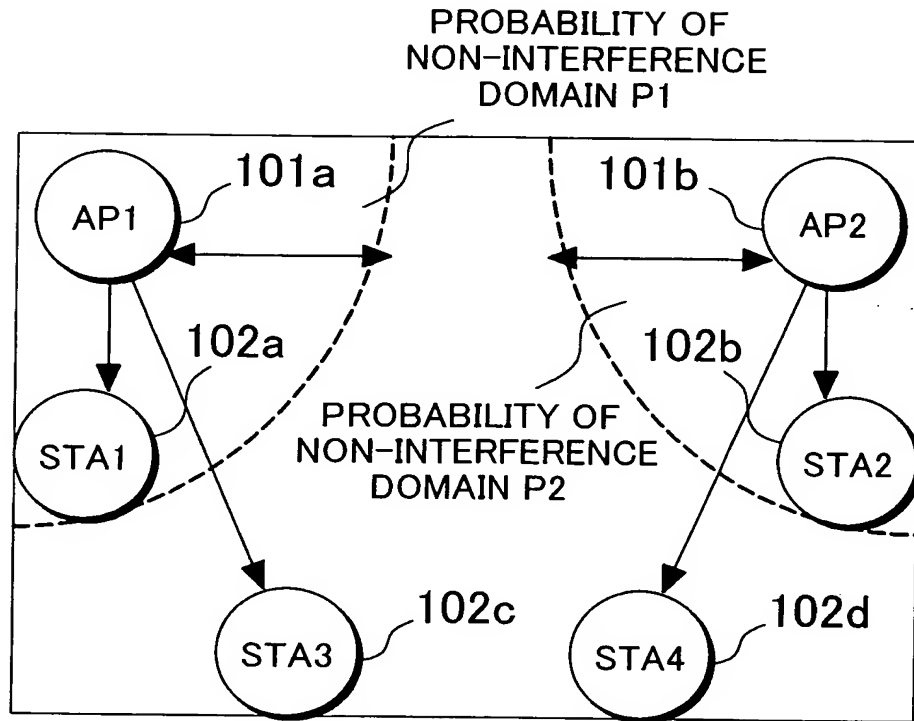 PROBABILITY OF
NON-INTERFERENCE
DOMAIN P1
101a
101b
AP1
AP2
102a
102b
PROBABILITY OF
NON-INTERFERENCE
DOMAIN P2
STA1
STA2
102c
102d
STA3
STA4